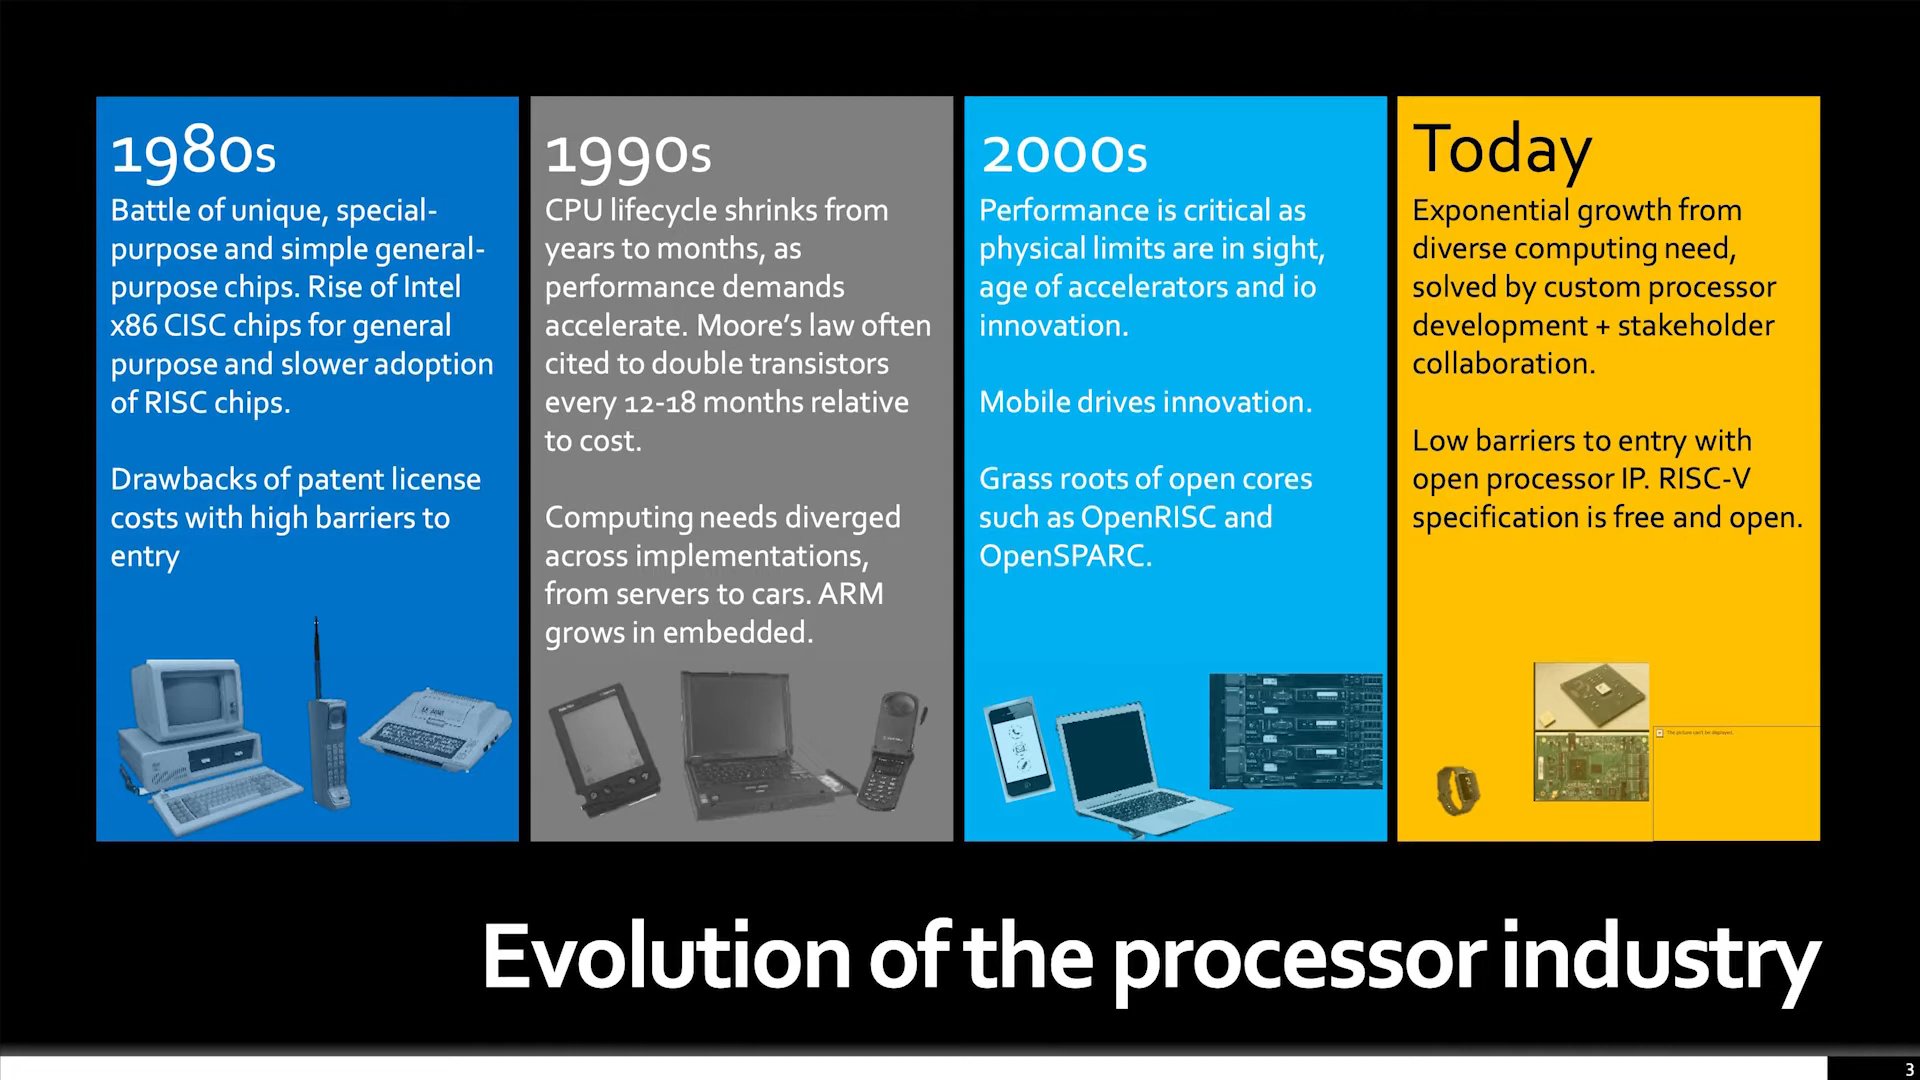 1980s
Battle of unique, special-
purpose and simple general-
purpose chips. Rise of Intel
x86 CISC chips for general
purpose and slower adoption
of RISC chips.
Drawbacks of patent license
costs with high barriers to
entry
1990s
CPU lifecycle shrinks from
years to months, as
performance demands
accelerate. Moore’s law often
cited to double transistors
every 12-18 months relative
to cost.
Computing needs diverged
across implementations,
from servers to cars. ARM
grows in embedded.
2000s
Performance is critical as
physical limits are in sight,
age of accelerators and io
innovation.
Mobile drives innovation.
Grass roots of open cores
such as OpenRISC and
OpenSPARC.
Today
Exponential growth from
diverse computing need,
solved by custom processor
development + stakeholder
collaboration.
Low barriers to entry with
open processor IP. RISC-V
specification is free and open.
The picture can't be displayed.
Evolution of the processor industry
3